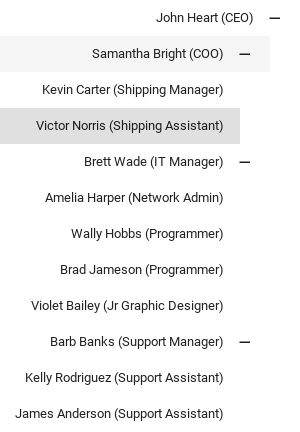 John Heart (CEO)
Samantha Bright (COO)
Kevin Carter (Shipping Manager)
Victor Norris (Shipping Assistant)
Brett Wade (IT Manager)
Amelia Harper (Network Admin)
Wally Hobbs (Programmer)
Brad Jameson (Programmer)
Violet Bailey (Jr Graphic Designer)
Barb Banks (Support Manager)
Kelly Rodriguez (Support Assistant)
James Anderson (Support Assistant)